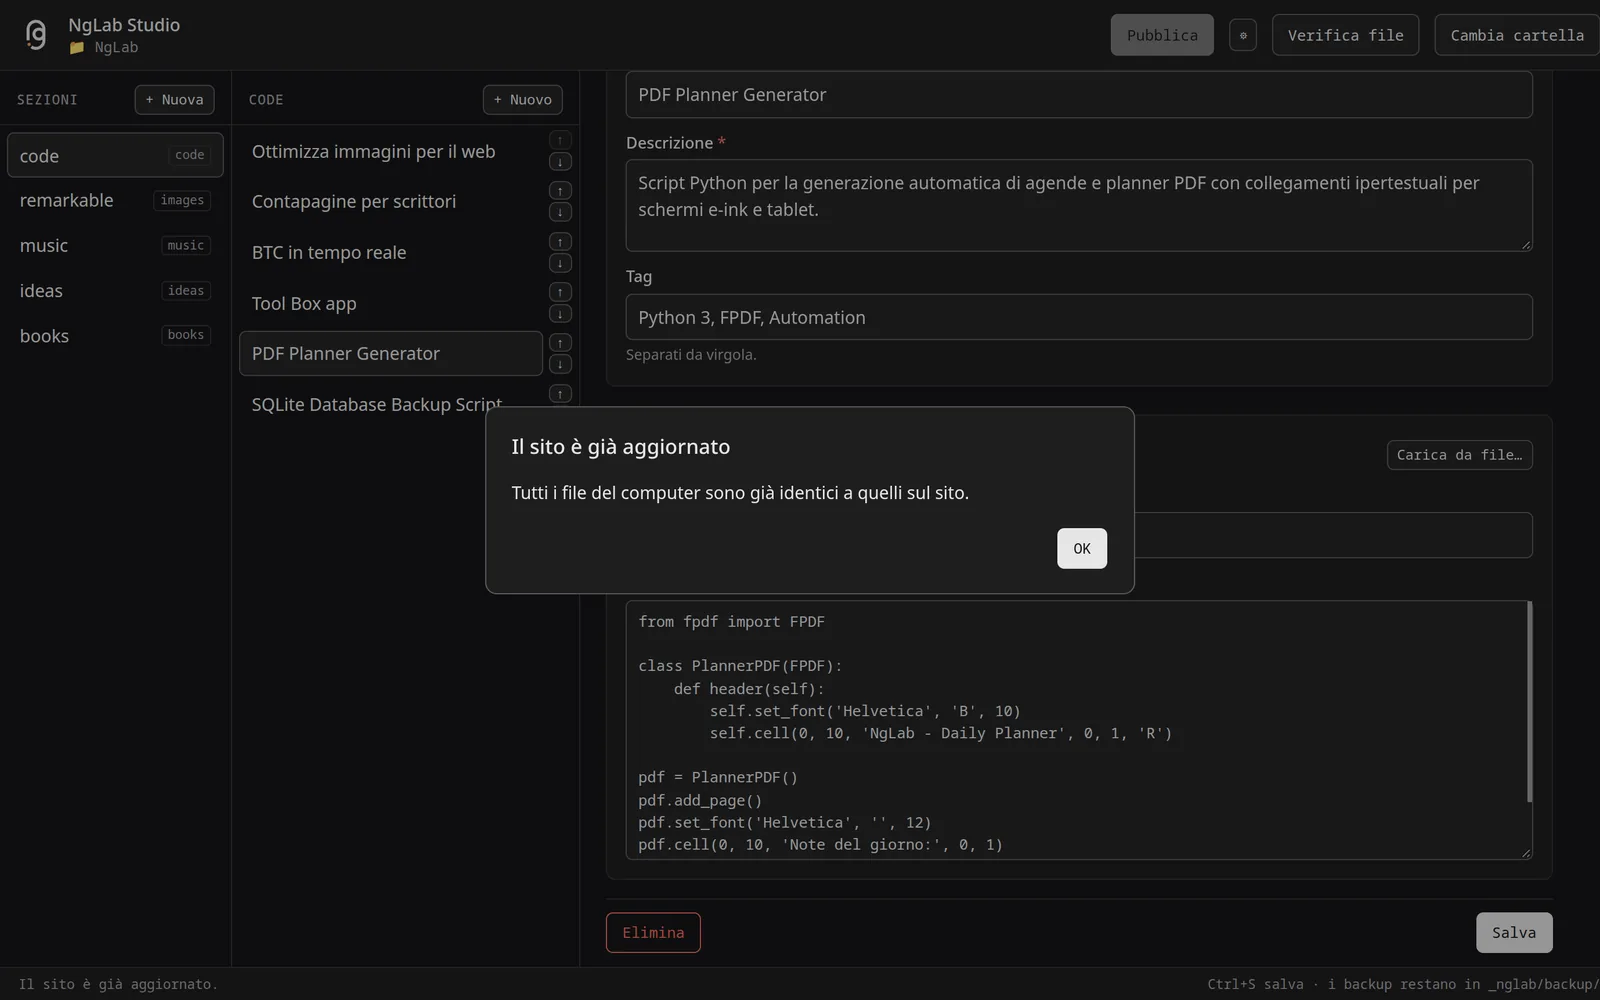 NgLab Studio
NgLab
Pubblica
Verifica file
Cambia cartella
SEZIONI
+ Nuova
code code
remarkable images
music music
ideas ideas
books books
CODE
+ Nuovo
Ottimizza immagini per il web
Contapagine per scrittori
BTC in tempo reale
Tool Box app
PDF Planner Generator
SQLite Database Backup Script
PDF Planner Generator
Descrizione *
Script Python per la generazione automatica di agende e planner PDF con collegamenti ipertestuali per
schermi e-ink e tablet.
Tag
Python 3, FPDF, Automation
Separati da virgola.
Carica da file…
Il sito è già aggiornato
Tutti i file del computer sono già identici a quelli sul sito.
OK
from fpdf import FPDF
class PlannerPDF(FPDF):
    def header(self):
        self.set_font('Helvetica', 'B', 10)
        self.cell(0, 10, 'NgLab - Daily Planner', 0, 1, 'R')
pdf = PlannerPDF()
pdf.add_page()
pdf.set_font('Helvetica', '', 12)
pdf.cell(0, 10, 'Note del giorno:', 0, 1)
Elimina
Salva
Il sito è già aggiornato.
Ctrl+S salva · i backup restano in _nglab/backup/